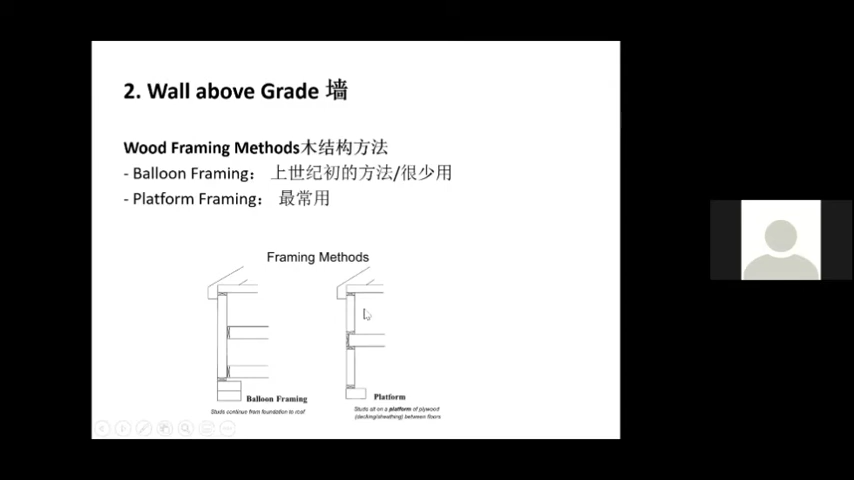 2. Wall above Grade 墙
Wood Framing Methods木结构方法
- Balloon Framing： 上世纪初的方法/很少用
- Platform Framing： 最常用
Framing Methods
Balloon Framing
Studs continue from foundation to roof
Platform
Studs sit on a platform of plywood
(decking/sheathing) between floors